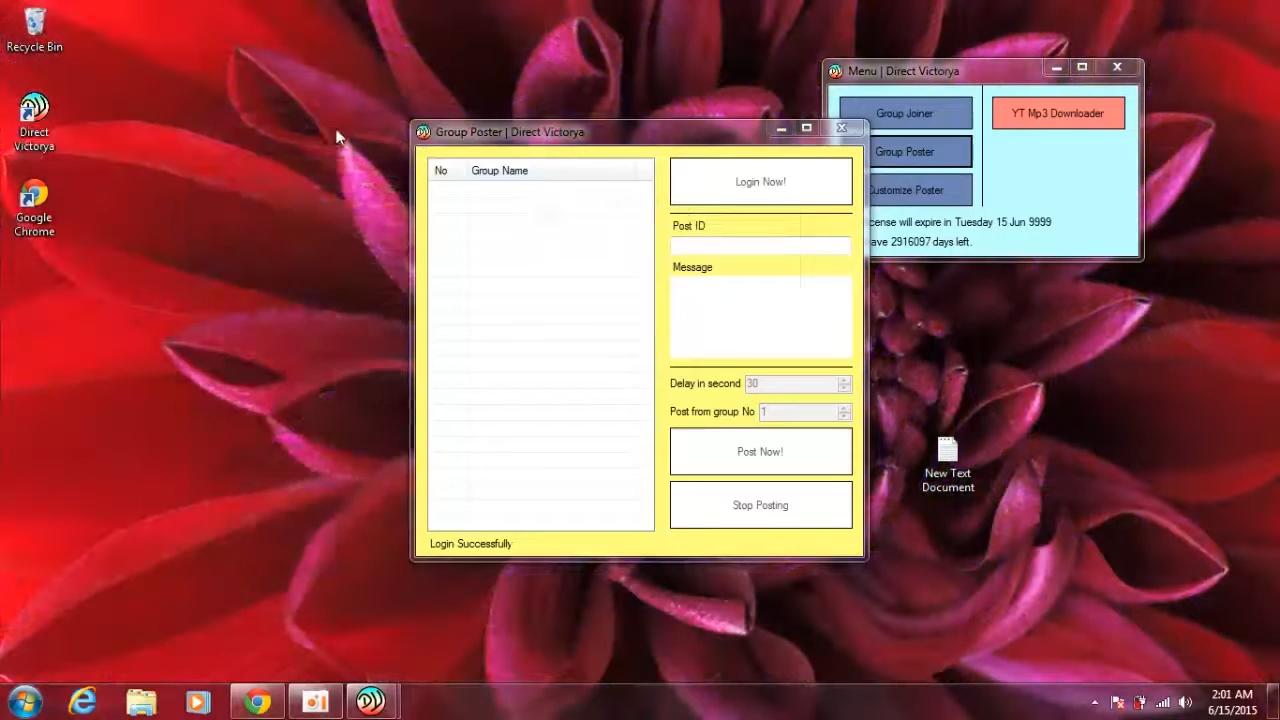 Recycle Bin
Direct
Victorya
Google
Chrome
Group Poster | Direct Victorya
No Group Name
Login Now!
Post ID
Message
Delay in second 30
Post from group No 1
Post Now!
Stop Posting
Login Successfully
Menu | Direct Victorya
Group Joiner
YT Mp3 Downloader
Group Poster
Customize Poster
cense will expire in Tuesday 15 Jun 9999
ave 2916097 days left.
New Text
Document
2:01 AM
6/15/2015